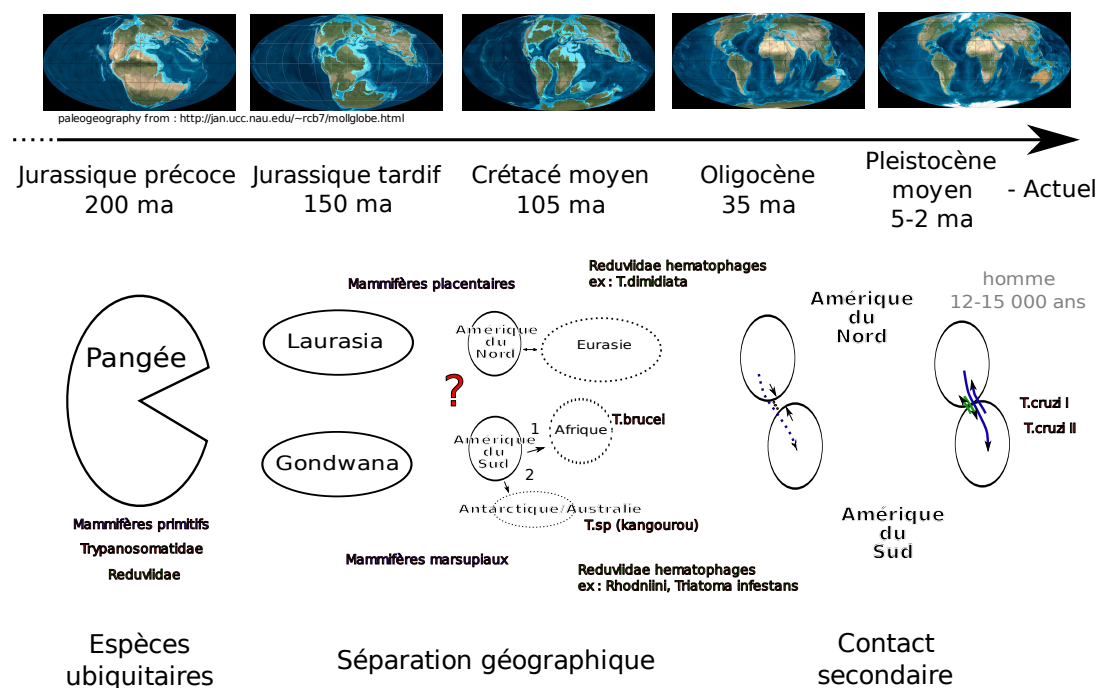 paleogeography from : http://jan.ucc.nau.edu/~rcb7/mollglobe.html
Jurassique précoce
200 ma
Jurassique tardif
150 ma
Crétacé moyen
105 ma
Oligocène
35 ma
Pleistocène
moyen
5-2 ma
- Actuel
Pangée
Mammifères primitifs
Trypanosomatidae
Reduviidae
Mammifères placentaires
Laurasia
Gondwana
Mammifères marsupiaux
Reduviidae hematophages
ex : T.dimidiata
Amérique
du
Nord
Eurasie
?
Amérique
du
Sud
1
2
Afrique
T.brucei
Antarctique/Australie
T.sp (kangourou)
Reduviidae hematophages
ex : Rhodniini, Triatoma infestans
Amérique
du
Nord
homme
12-15 000 ans
T.cruzi I
T.cruzi II
Amérique
du
Sud
Espèces
ubiquitaires
Séparation géographique
Contact
secondaire